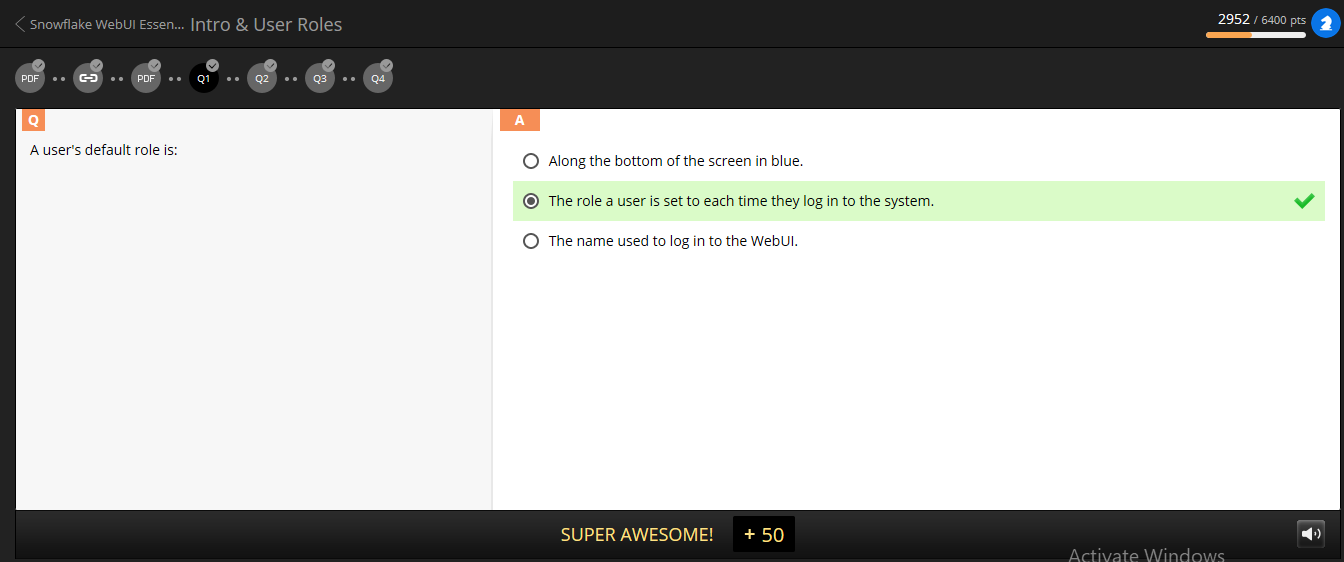 Snowflake WebUI Essen... Intro & User Roles
2952 / 6400 pts
PDF
PDF
Q1
Q2
Q3
Q4
Q
A user's default role is:
A
Along the bottom of the screen in blue.
The role a user is set to each time they log in to the system.
The name used to log in to the WebUI.
SUPER AWESOME!
+ 50
Activate Windows